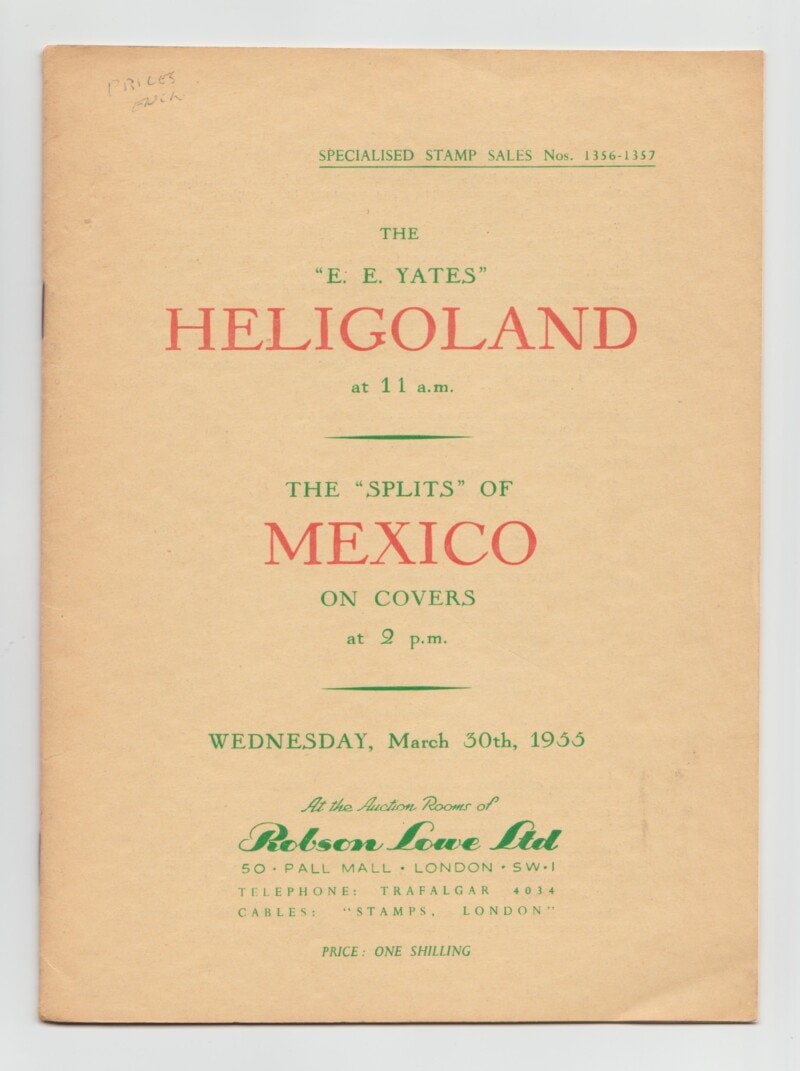 PRICES
ENCL
SPECIALISED STAMP SALES Nos. 1356-1357
THE
"E. E. YATES"
HELIGOLAND
at 11 a.m.
THE "SPLITS" OF
MEXICO
ON COVERS
at 2 p.m.
WEDNESDAY, March 30th, 1955
At the Auction Rooms of
Robson Lowe Ltd
50 · PALL MALL · LONDON · SW·1
TELEPHONE: TRAFALGAR 4034
CABLES: "STAMPS, LONDON"
PRICE: ONE SHILLING